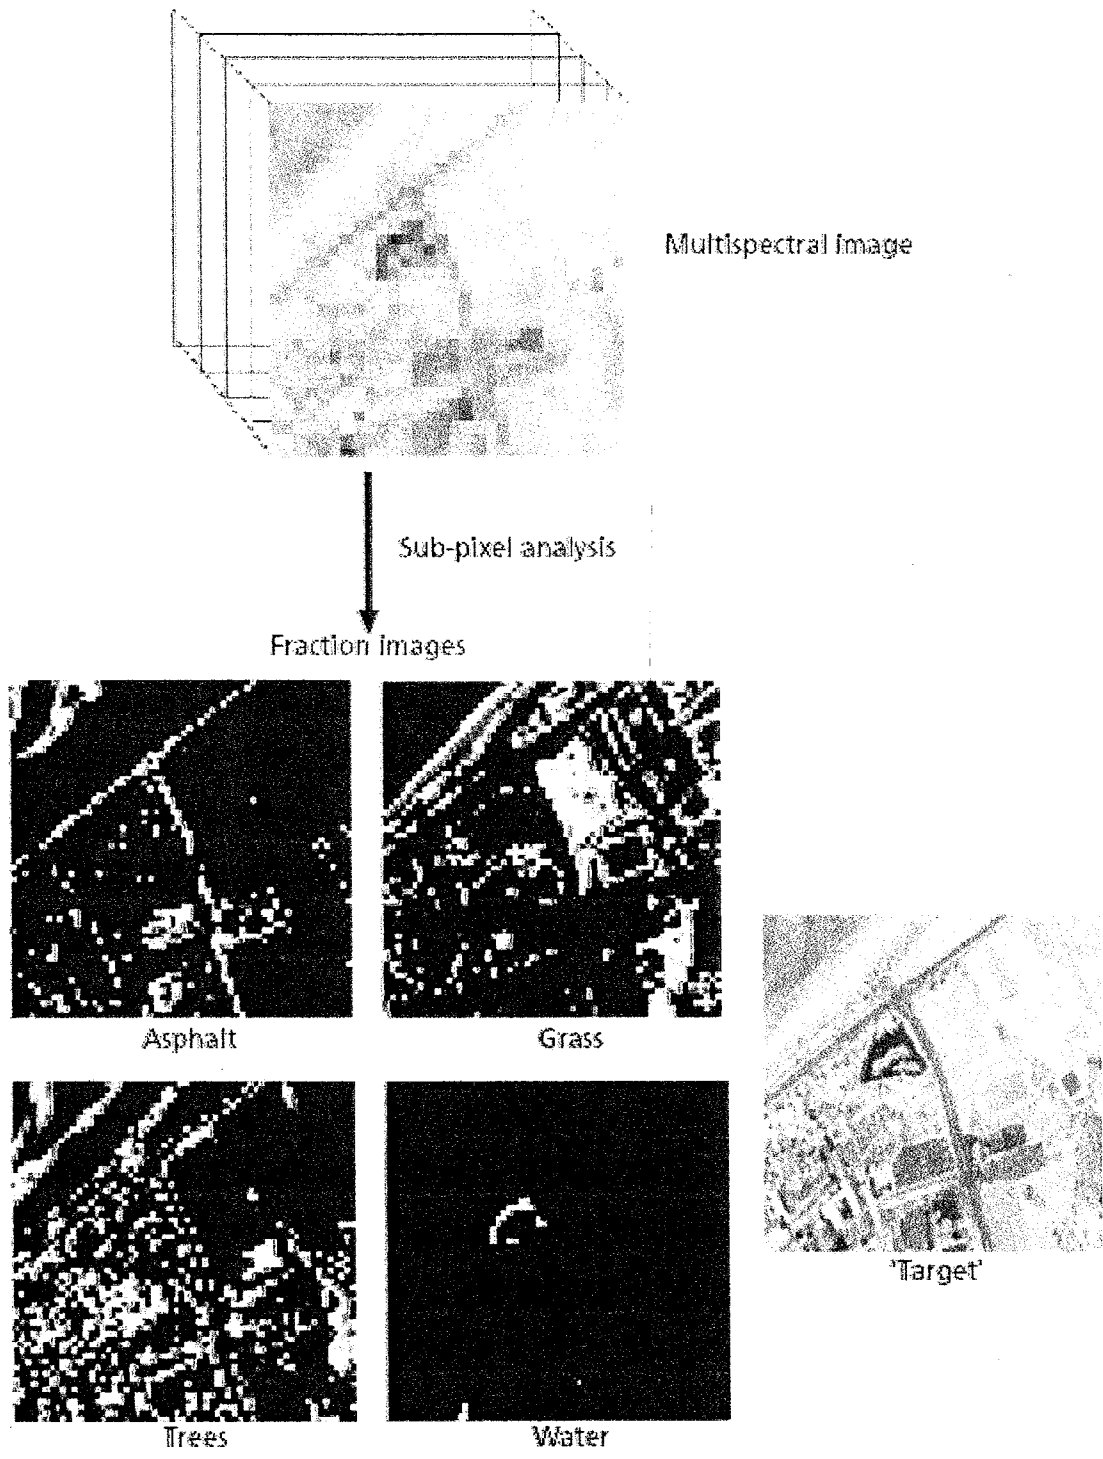 Multispectral image
Sub-pixel analysis
Fraction images
Asphalt
Grass
'Target'
Trees
Water